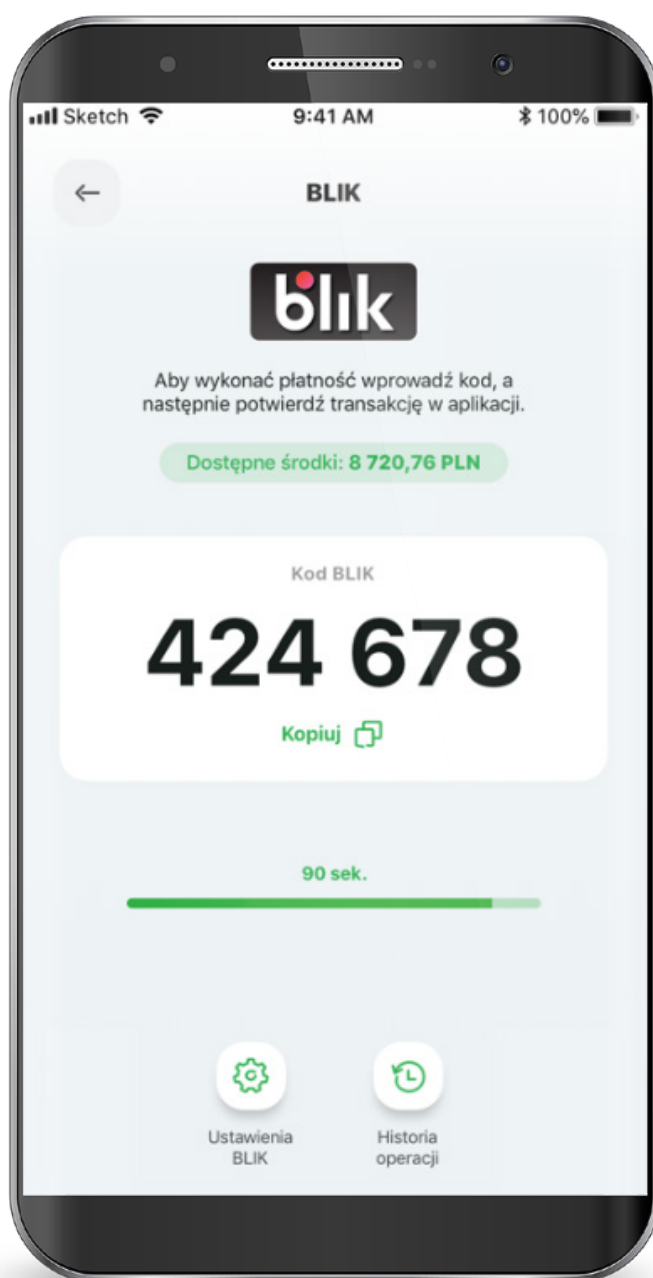 Sketch 9:41 AM 100%
BLIK
blik
Aby wykonać płatność wprowadź kod, a
następnie potwierdź transakcję w aplikacji.
Dostępne środki: 8 720,76 PLN
Kod BLIK
424 678
Kopiuj
90 sek.
Ustawienia
BLIK
Historia
operacji